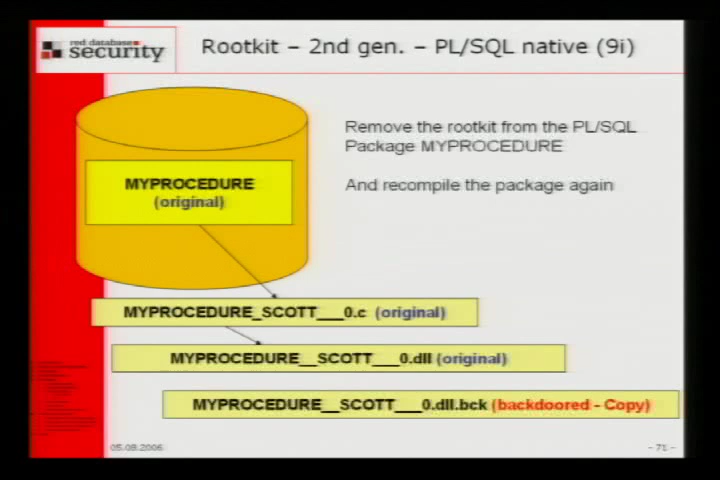 red database
security
Rootkit – 2nd gen. – PL/SQL native (9i)
Remove the rootkit from the PL/SQL
Package MYPROCEDURE
And recompile the package again
MYPROCEDURE
(original)
MYPROCEDURE_SCOTT___0.c (original)
MYPROCEDURE__SCOTT___0.dll (original)
MYPROCEDURE__SCOTT___0.dll.bck (backdoored - Copy)
05.08.2006
– 71 –